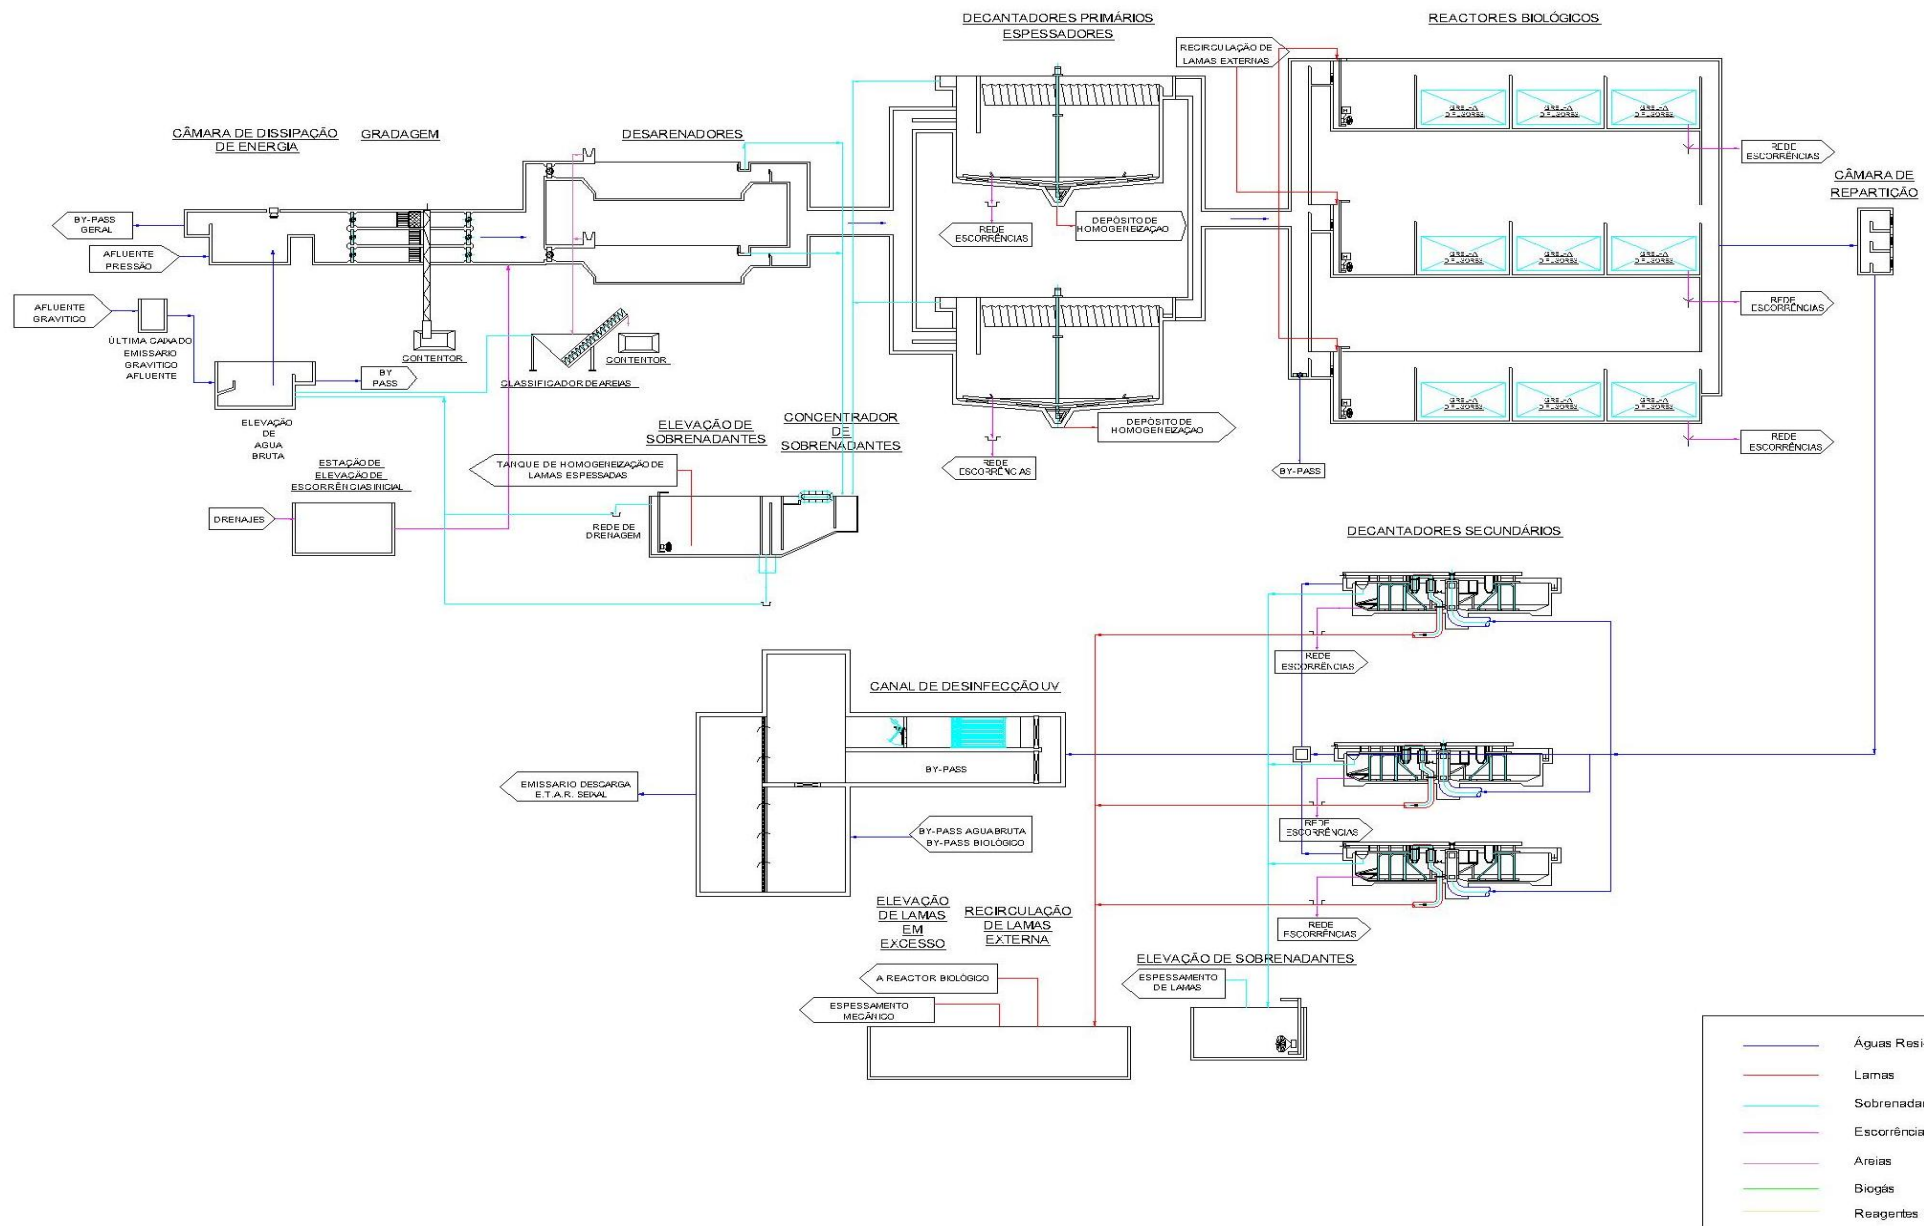 DECANTADORES PRIMÁRIOS
ESPESSADORES
REACTORES BIOLÓGICOS
RECIRCULAÇÃO DE
LAMAS EXTERNAS
CÂMARA DE DISSIPAÇÃO
DE ENERGIA
GRADAGEM
DESARENADORES
REDE
ESCORRÊNCIAS
CÂMARA DE
REPARTIÇÃO
BY-PASS
GERAL
AFLUENTE
PRESSÃO
REDE
ESCORRÊNCIAS
DEPÓSITO DE
HOMOGENEIZAÇAO
AFLUENTE
GRAVITICO
REDE
ESCORRÊNCIAS
ÚLTIMA CAIXA DO
EMISSARIO
GRAVITICO
AFLUENTE
CONTENTOR
CONTENTOR
BY
PASS
CLASSIFICADOR DE AREIAS
ELEVAÇÃO
DE
AGUA
BRUTA
ELEVAÇÃO DE
SOBRENADANTES
CONCENTRADOR
DE
SOBRENADANTES
DEPÓSITO DE
HOMOGENEIZAÇAO
REDE
ESCORRÊNCIAS
REDE
ESCORRÊNCIAS
BY-PASS
ESTAÇÃO DE
ELEVAÇÃO DE
ESCORRÊNCIAS INICIAL
TANQUE DE HOMOGENEIZAÇÃO DE
LAMAS ESPESSADAS
DRENAJES
REDE DE
DRENAGEM
DECANTADORES SECUNDÁRIOS
REDE
ESCORRÊNCIAS
CANAL DE DESINFECÇÃO UV
BY-PASS
EMISSARIO DESCARGA
E.T.A.R. SEIXAL
BY-PASS AGUA BRUTA
BY-PASS BIOLÓGICO
REDE
ESCORRÊNCIAS
REDE
ESCORRÊNCIAS
ELEVAÇÃO
DE LAMAS
EM
EXCESSO
RECIRCULAÇÃO
DE LAMAS
EXTERNA
ELEVAÇÃO DE SOBRENADANTES
A REACTOR BIOLÓGICO
ESPESSAMENTO
MECÂNICO
ESPESSAMENTO
DE LAMAS
Águas Resi
Lamas
Sobrenada
Escorrência
Areias
Biogás
Reagentes